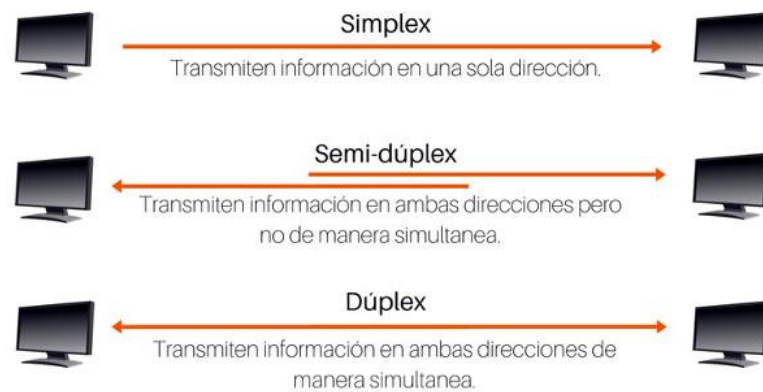 Simplex
Transmiten información en una sola dirección.
Semi-dúplex
Transmiten información en ambas direcciones pero
no de manera simultanea.
Dúplex
Transmiten información en ambas direcciones de
manera simultanea.